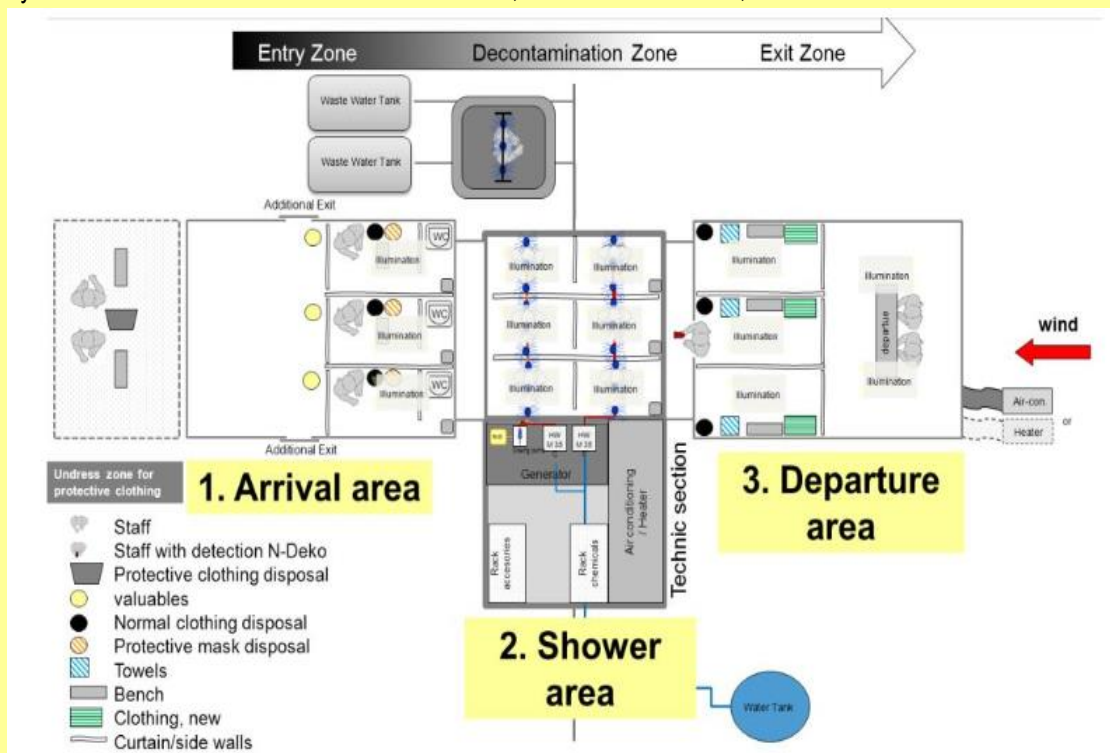 Entry Zone
Decontamination Zone
Exit Zone
Waste Water Tank
Waste Water Tank
Additional Exit
WC
Illumination
Illumination
Illumination
Illumination
WC
Illumination
Illumination
Illumination
Illumination
WC
Illumination
Illumination
Illumination
Illumination
Illumination
departue
Illumination
wind
Air-con.
or
Heater
Additional Exit
Undress zone for
protective clothing
1. Arrival area
Generator
Rack
accesories
Rack
chemicals
Air conditioning
/ Heater
Technic section
3. Departure
area
Staff
Staff with detection N-Deko
Protective clothing disposal
valuables
Normal clothing disposal
Protective mask disposal
Towels
Bench
Clothing, new
Curtain/side walls
2. Shower
area
Water Tank